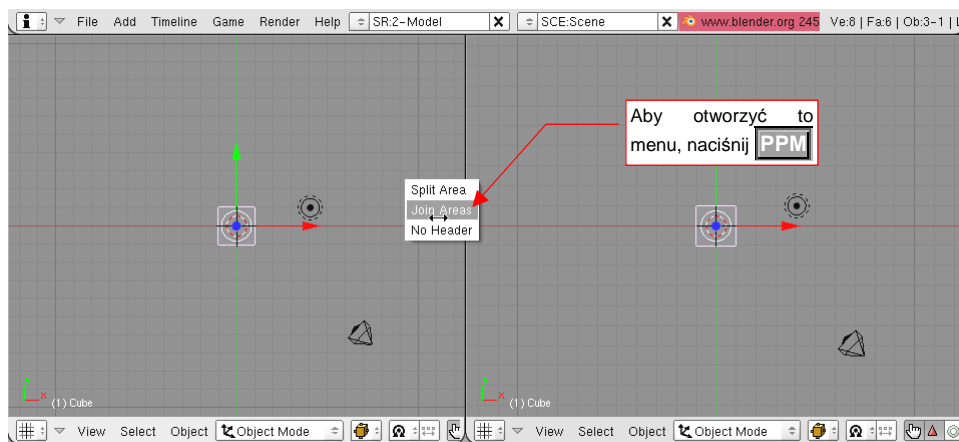 File Add Timeline Game Render Help SR:2-Model X SCE:Scene X www.blender.org 245 Ve:8 | Fa:6 | Ob:3-1 | L
Aby otworzyć to
menu, naciśnij PPM
Split Area
Join Areas
No Header
x
(1) Cube
x
(1) Cube
View Select Object Object Mode
View Select Object Object Mode